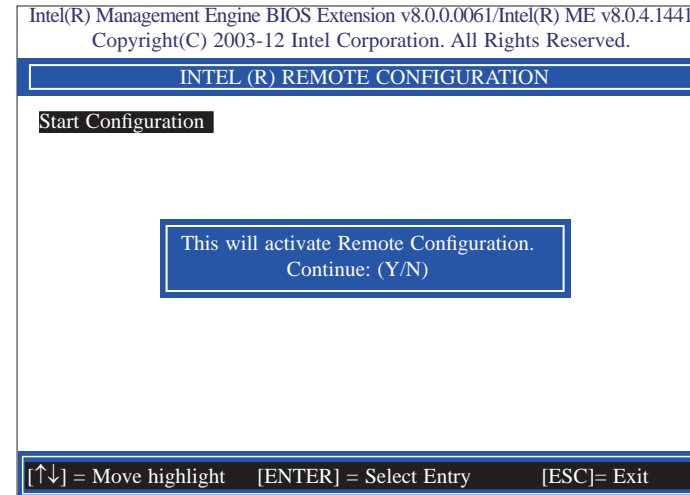 Intel(R) Management Engine BIOS Extension v8.0.0.0061/Intel(R) ME v8.0.4.1441
Copyright(C) 2003-12 Intel Corporation. All Rights Reserved.
INTEL (R) REMOTE CONFIGURATION
Start Configuration
This will activate Remote Configuration.
Continue: (Y/N)
[↑↓] = Move highlight [ENTER] = Select Entry [ESC]= Exit